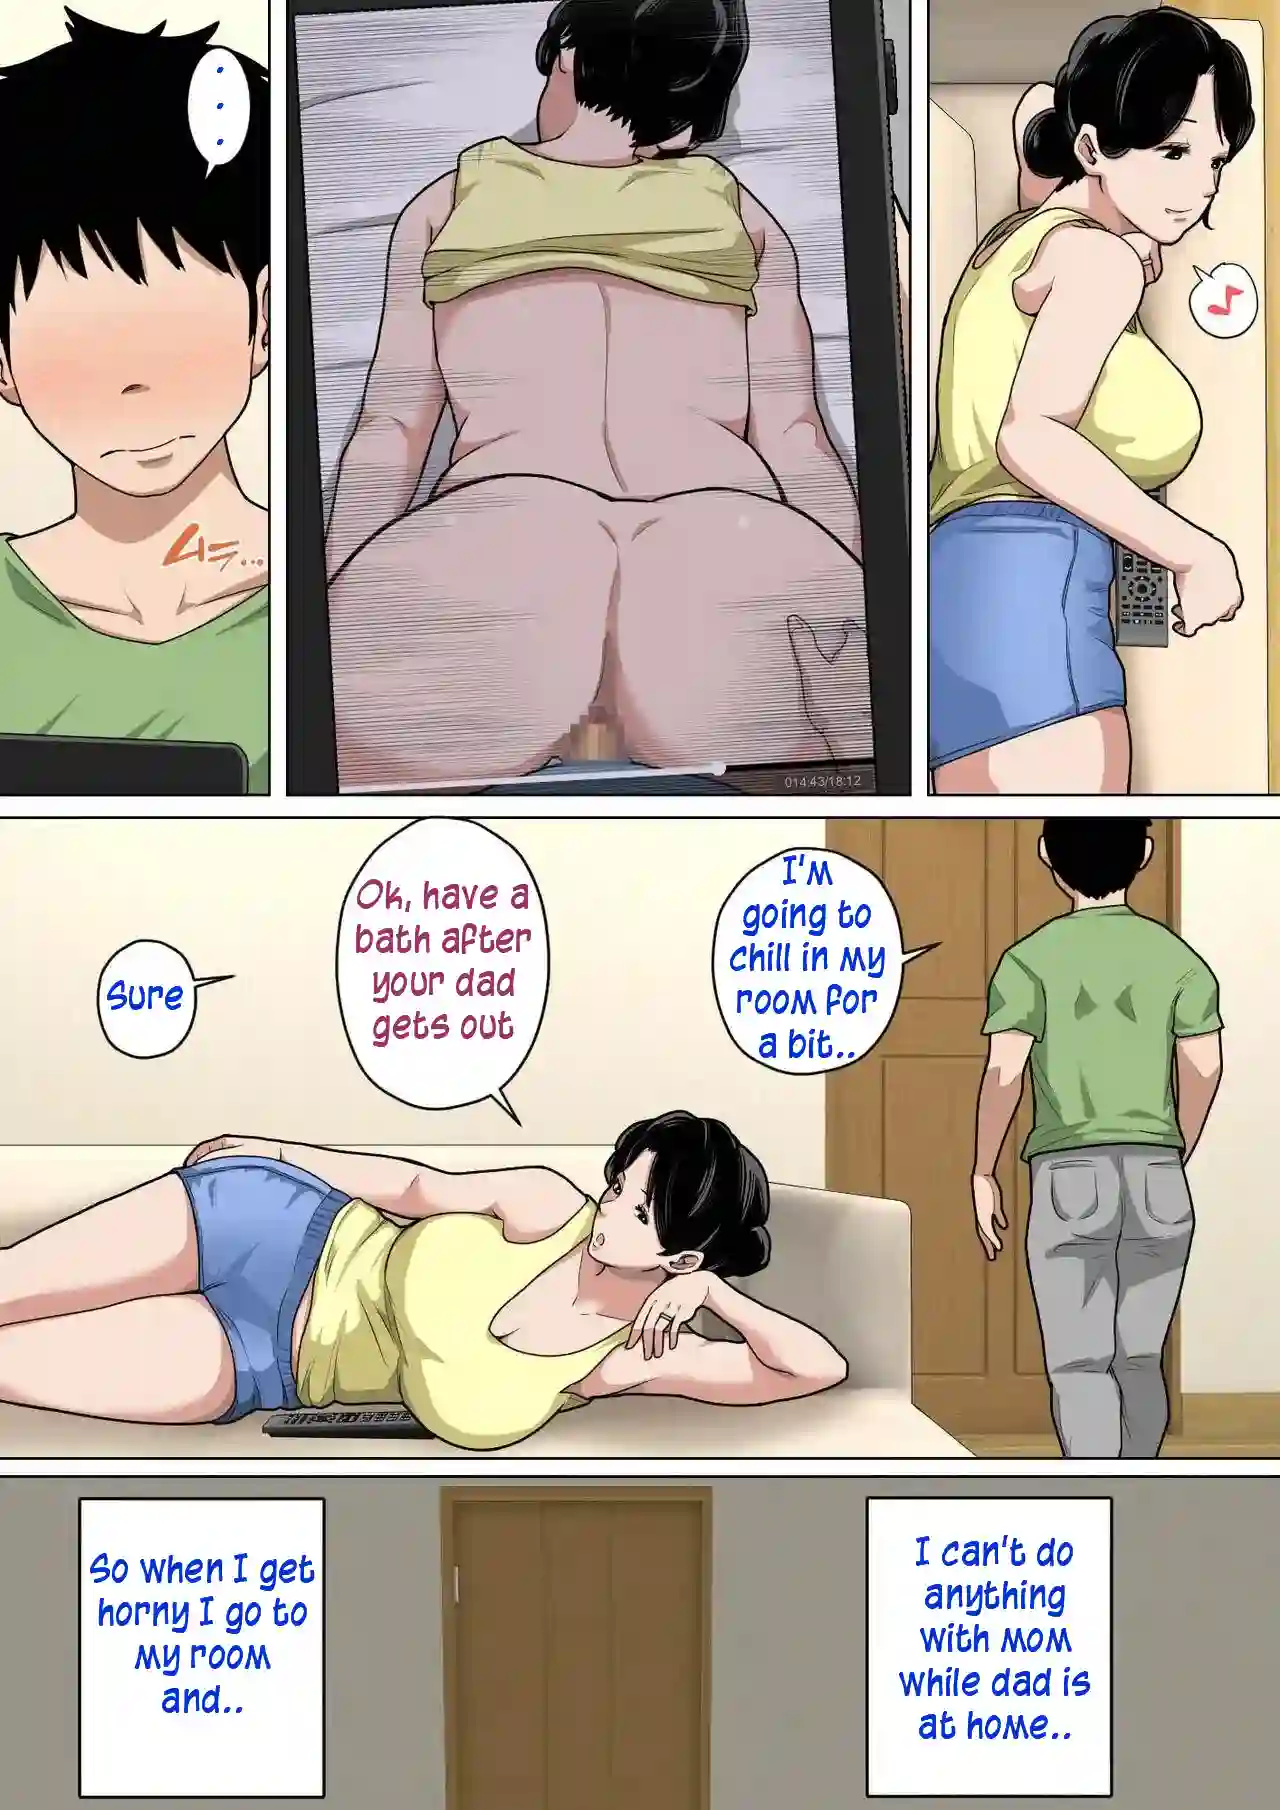 014:43/18:12
...
ムラ...
I'm
going to
chill in my
room for
a bit..
Ok, have a
bath after
your dad
gets out
Sure
I can't do
anything
with mom
while dad is
at home..
So when I get
horny I go to
my room
and..